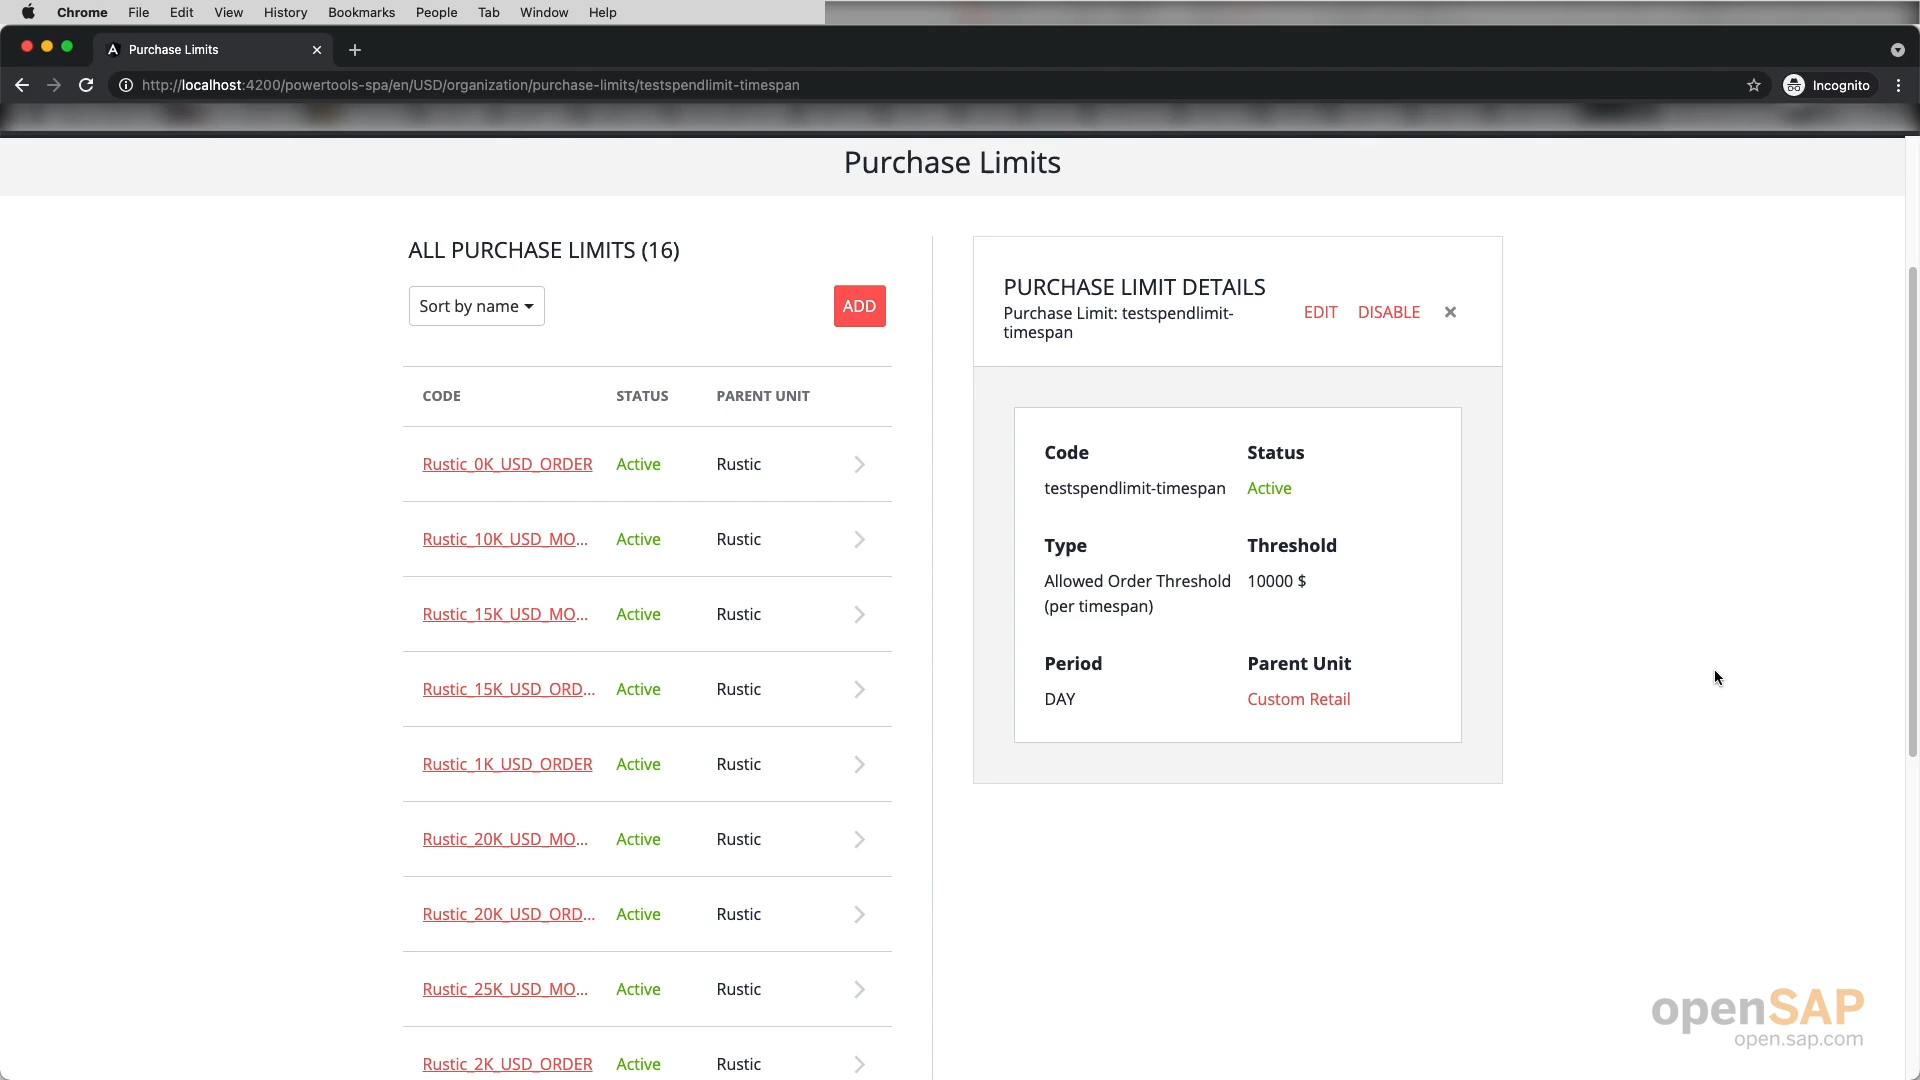 Chrome File Edit View History Bookmarks People Tab Window Help
Purchase Limits
http://localhost:4200/powertools-spa/en/USD/organization/purchase-limits/testspendlimit-timespan
Incognito
Purchase Limits
ALL PURCHASE LIMITS (16)
Sort by name
ADD
CODE STATUS PARENT UNIT
Rustic_0K_USD_ORDER Active Rustic
Rustic_10K_USD_MO... Active Rustic
Rustic_15K_USD_MO... Active Rustic
Rustic_15K_USD_ORD... Active Rustic
Rustic_1K_USD_ORDER Active Rustic
Rustic_20K_USD_MO... Active Rustic
Rustic_20K_USD_ORD... Active Rustic
Rustic_25K_USD_MO... Active Rustic
Rustic_2K_USD_ORDER Active Rustic
PURCHASE LIMIT DETAILS
Purchase Limit: testspendlimit-
timespan
EDIT DISABLE
Code Status
testspendlimit-timespan Active
Type Threshold
Allowed Order Threshold 10000 $
(per timespan)
Period Parent Unit
DAY Custom Retail
openSAP
open.sap.com